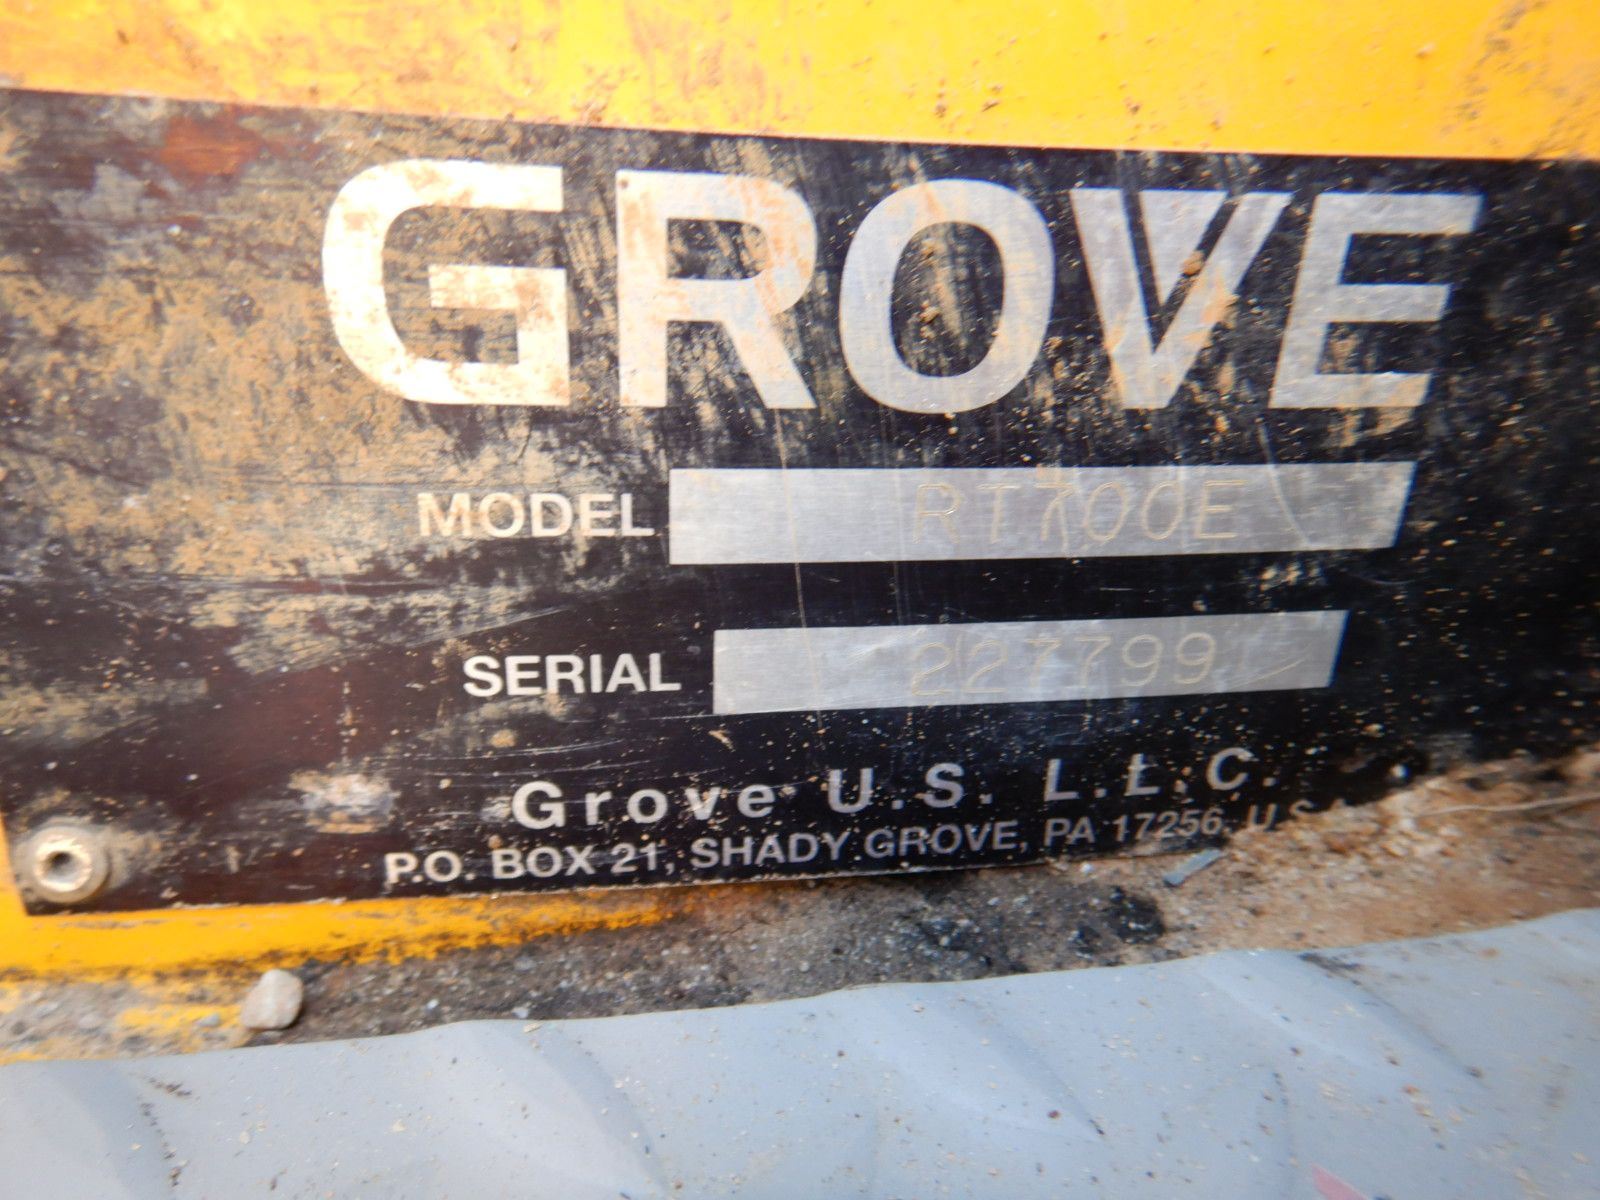 GROVE
MODEL RT700E
SERIAL 227799
Grove U.S. L.L.C.
P.O. BOX 21, SHADY GROVE, PA 17256, U.S.